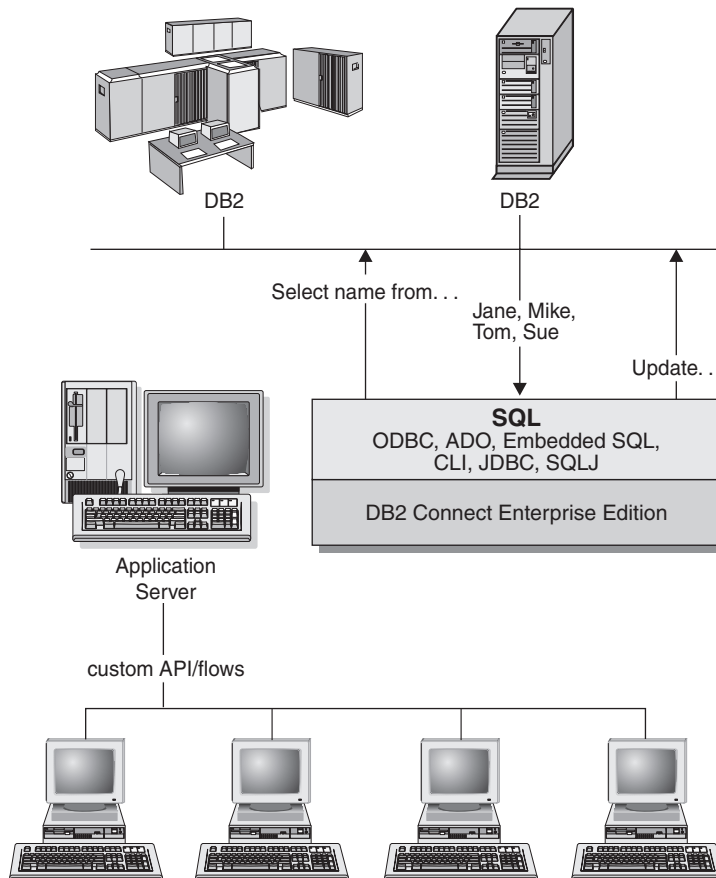 DB2
DB2
Select name from. . .
Jane, Mike,
Tom, Sue
Update. .
SQL
ODBC, ADO, Embedded SQL,
CLI, JDBC, SQLJ
DB2 Connect Enterprise Edition
Application
Server
custom API/flows